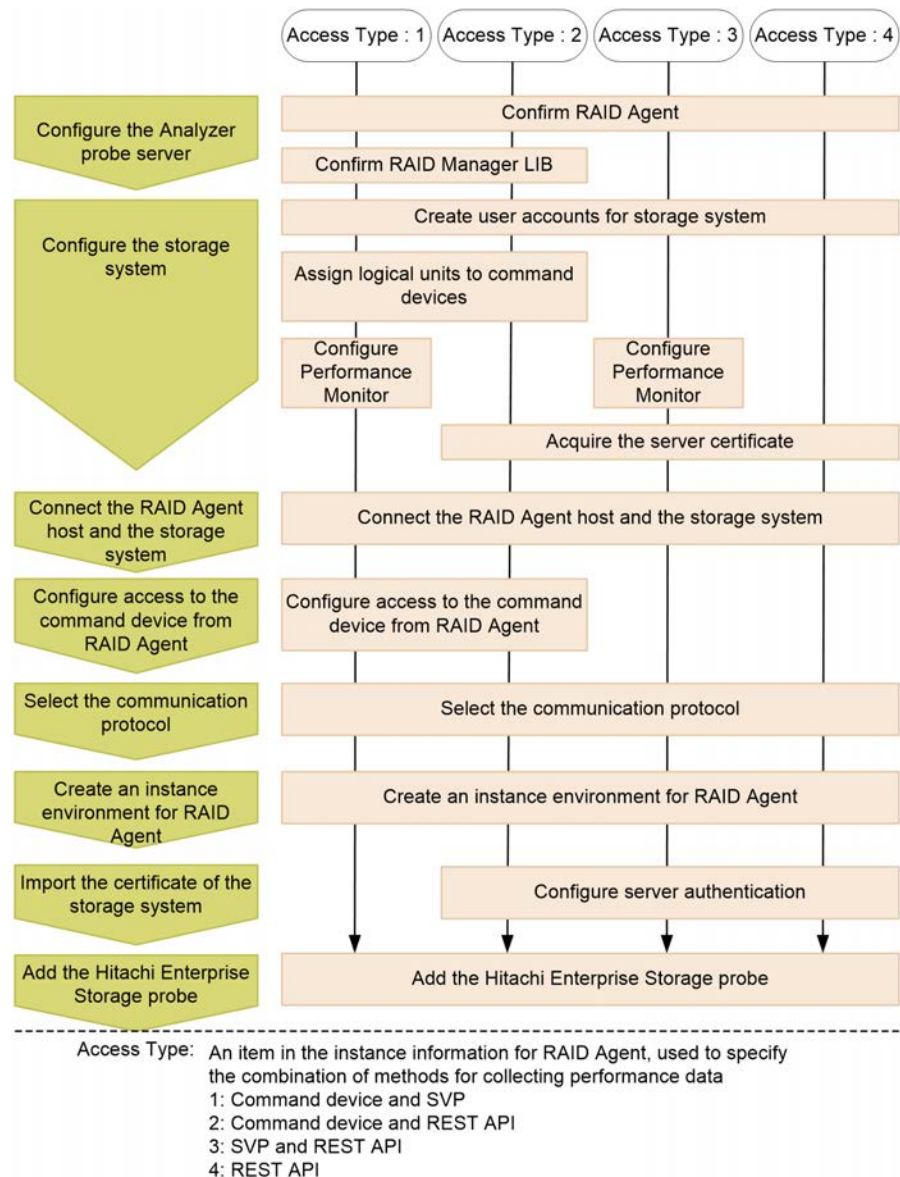 Access Type : 1
Access Type : 2
Access Type : 3
Access Type : 4
Configure the Analyzer
probe server
Confirm RAID Agent
Confirm RAID Manager LIB
Configure the storage
system
Create user accounts for storage system
Assign logical units to command
devices
Configure
Performance
Monitor
Configure
Performance
Monitor
Acquire the server certificate
Connect the RAID Agent
host and the storage
system
Connect the RAID Agent host and the storage system
Configure access to the
command device from
RAID Agent
Configure access to the command
device from RAID Agent
Select the communication
protocol
Select the communication protocol
Create an instance
environment for RAID
Agent
Create an instance environment for RAID Agent
Import the certificate of the
storage system
Configure server authentication
Add the Hitachi Enterprise
Storage probe
Add the Hitachi Enterprise Storage probe
Access Type: An item in the instance information for RAID Agent, used to specify
the combination of methods for collecting performance data
1: Command device and SVP
2: Command device and REST API
3: SVP and REST API
4: REST API